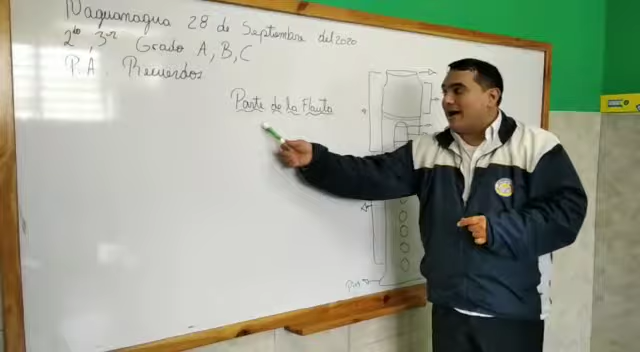 Naguanagua 28 de Septiembre del 2020
2do, 3er Grado A, B, C
P.A. Recuerdos
Parte de la Flauta